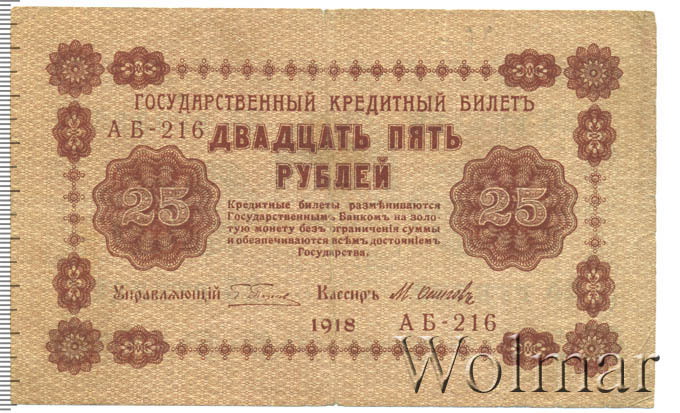 ГОСУДАРСТВЕННЫЙ КРЕДИТНЫЙ БИЛЕТЪ
АБ-216
ДВАДЦАТЬ ПЯТЬ
РУБЛЕЙ
25
25
Кредитные билеты размѣниваются
Государственнымъ Банкомъ на золо-
тую монету безъ ограниченія суммы
и обезпечиваются всѣмъ достояніемъ
Государства.
Управляющій
Кассиръ
1918 АБ-216
Wolmar